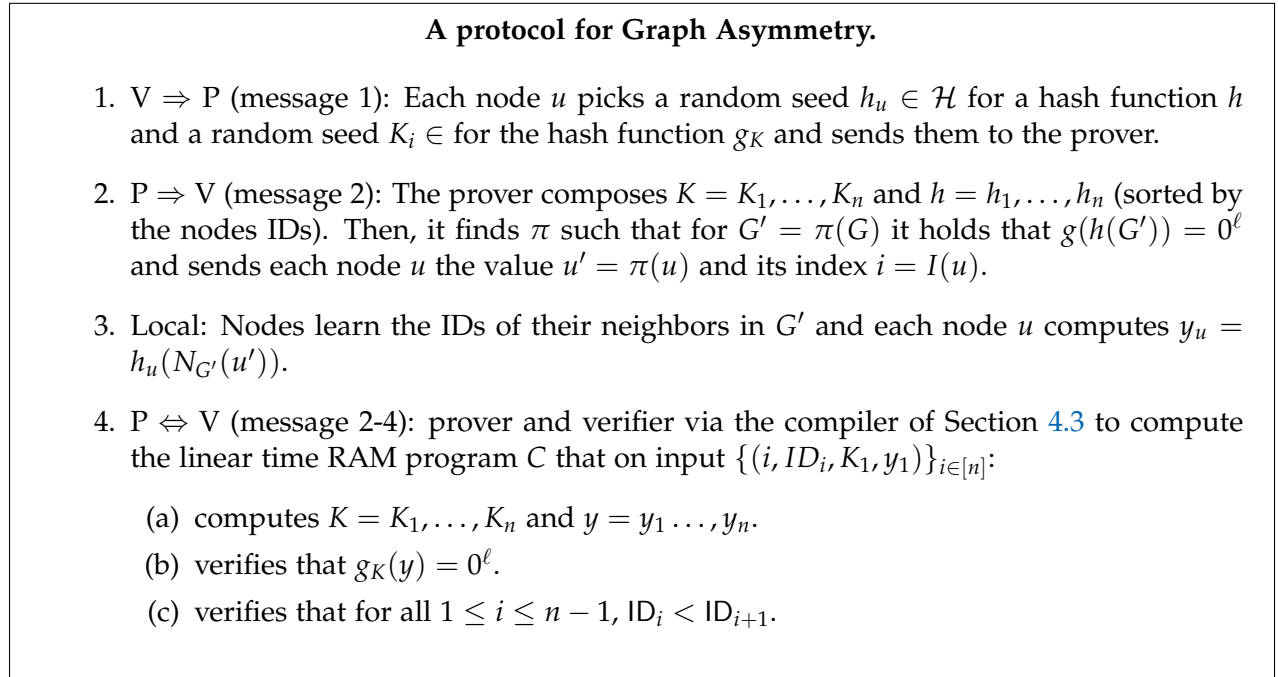 A protocol for Graph Asymmetry.
1. V ⇒ P (message 1): Each node u picks a random seed h_u ∈ ℋ for a hash function h
and a random seed K_i ∈ for the hash function g_K and sends them to the prover.
2. P ⇒ V (message 2): The prover composes K = K_1, . . . , K_n and h = h_1, . . . , h_n (sorted by
the nodes IDs). Then, it finds π such that for G′ = π(G) it holds that g(h(G′)) = 0^ℓ
and sends each node u the value u′ = π(u) and its index i = I(u).
3. Local: Nodes learn the IDs of their neighbors in G′ and each node u computes y_u =
h_u(N_{G′}(u′)).
4. P ⇔ V (message 2-4): prover and verifier via the compiler of Section 4.3 to compute
the linear time RAM program C that on input {(i, ID_i, K_1, y_1)}_{i∈[n]}:
(a) computes K = K_1, . . . , K_n and y = y_1 . . . , y_n.
(b) verifies that g_K(y) = 0^ℓ.
(c) verifies that for all 1 ≤ i ≤ n − 1, ID_i < ID_{i+1}.